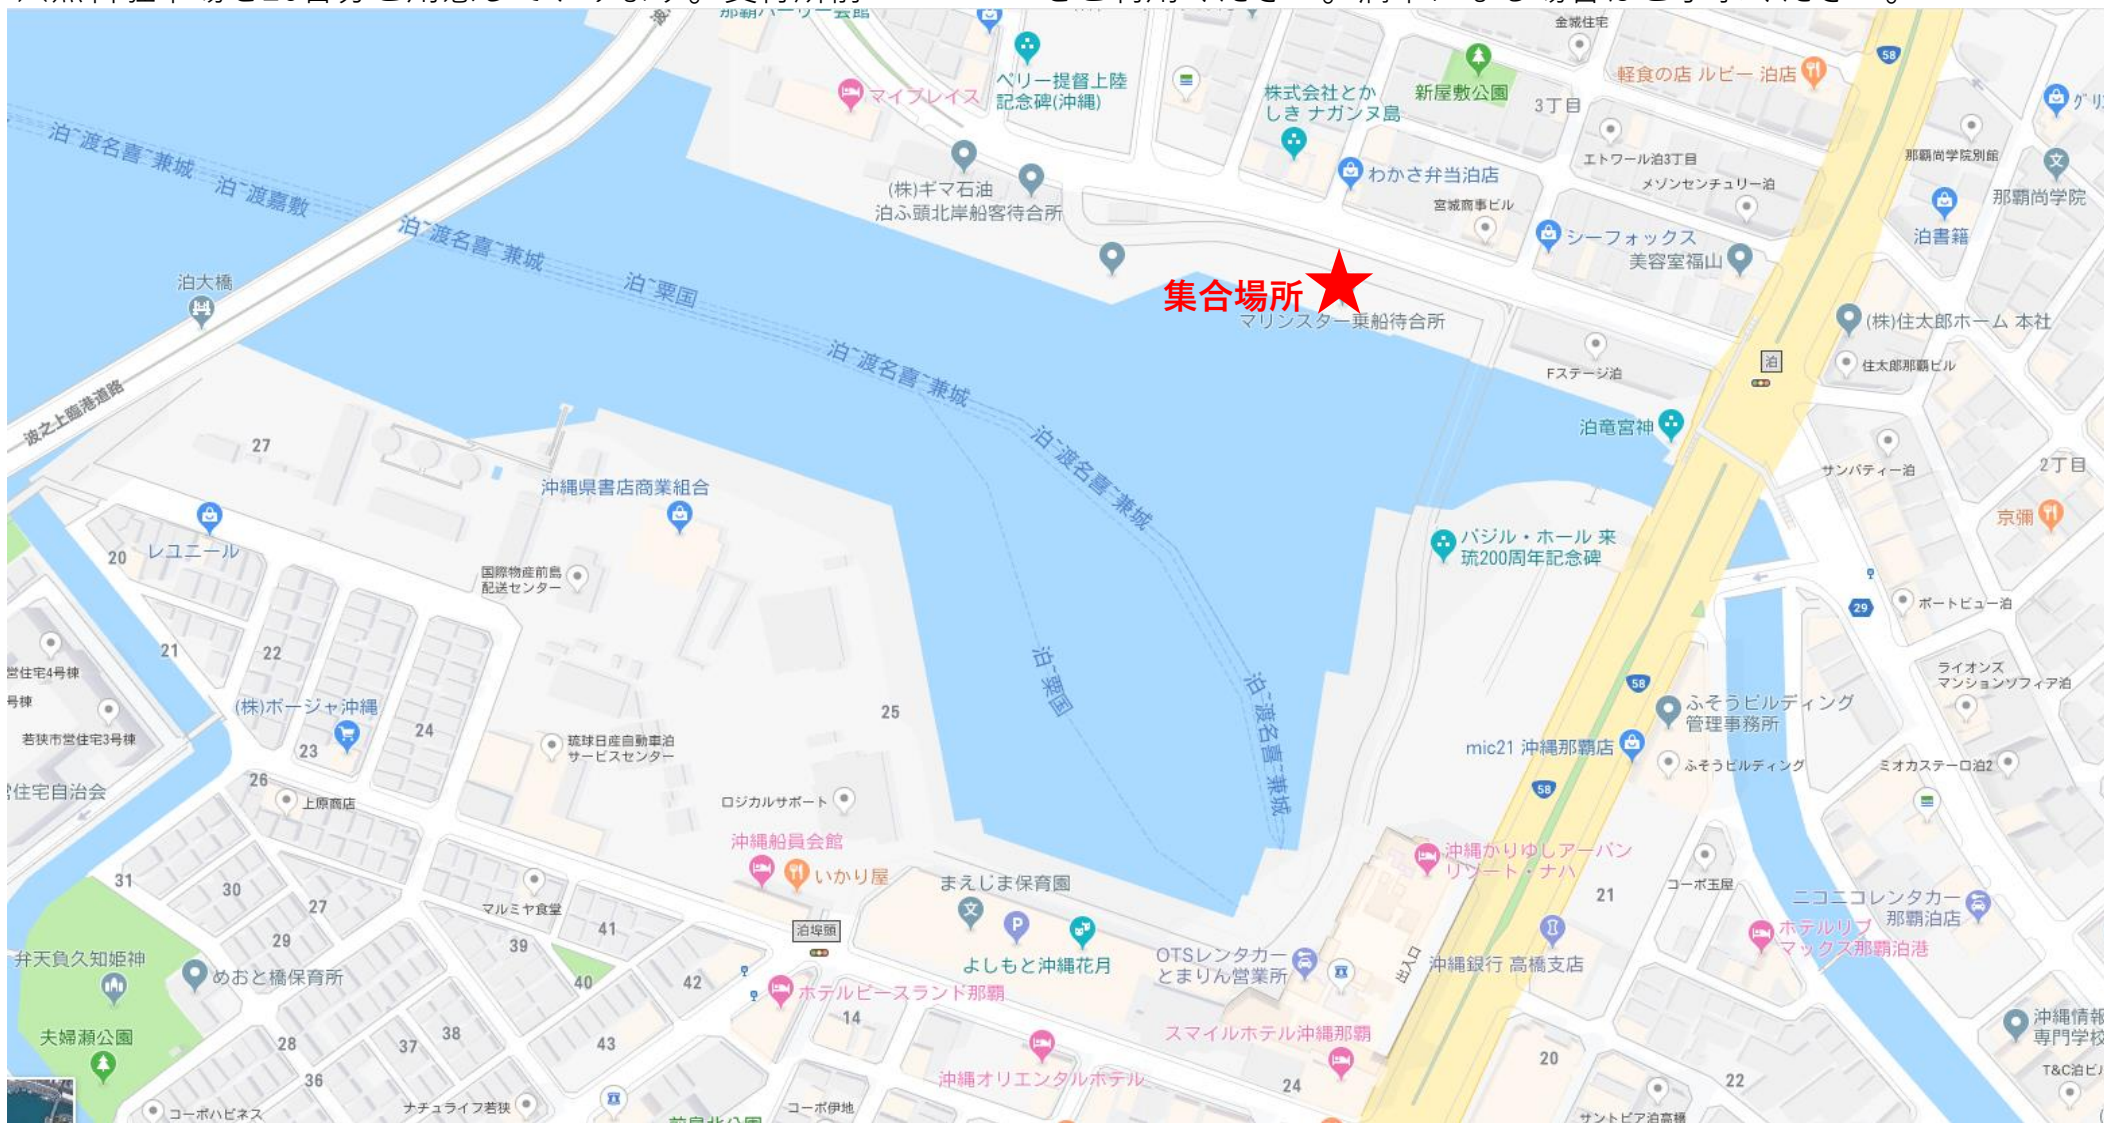 那覇ハーリー会館
ペリー提督上陸
記念碑(沖縄)
マイプレイス
株式会社とか
しき ナガンヌ島
新屋敷公園
金城住宅
3丁目
軽食の店 ルビー 泊店
58
エトワール泊3丁目
メゾンセンチュリー泊
那覇尚学院別館
那覇尚学院
泊書籍
わかさ弁当泊店
宮城商事ビル
シーフォックス
美容室福山
(株)ギマ石油
泊ふ頭北岸船客待合所
泊~渡名喜~兼城
泊~渡嘉敷
泊~渡名喜~兼城
泊~粟国
泊大橋
集合場所
マリンスター乗船待合所
(株)住太郎ホーム 本社
住太郎那覇ビル
泊
Fステージ泊
泊~渡名喜~兼城
波之上臨港道路
泊竜宮神
サンパティー泊
2丁目
京彌
27
沖縄県書店商業組合
泊~渡名喜~兼城
レユニール
20
国際物産前島
配送センター
バジル・ホール 来
琉200周年記念碑
29
ポートビュー泊
21
22
営住宅4号棟
号棟
若狭市営住宅3号棟
(株)ボージャ沖縄
23
24
25
琉球日産自動車泊
サービスセンター
泊~粟国
泊~渡名喜~兼城
58
ふそうビルディング
管理事務所
mic21 沖縄那覇店
ふそうビルディング
ライオンズ
マンションソフィア泊
ミオカステーロ泊2
58
住宅自治会
26
上原商店
ロジカルサポート
沖縄船員会館
いかり屋
まえじま保育園
沖縄かりゆしアーバン
リゾート・ナハ
コーポ玉屋
21
ニコニコレンタカー
那覇泊店
31
30
27
マルミヤ食堂
29
39
41
泊埠頭
P
よしもと沖縄花月
OTSレンタカー
とまりん営業所
出入口
沖縄銀行 高橋支店
ホテルリブ
マックス那覇泊港
弁天負久知姫神
めおと橋保育所
40
42
ホテルピースランド那覇
14
夫婦瀬公園
28
37
38
43
スマイルホテル沖縄那覇
沖縄オリエンタルホテル
24
20
22
沖縄情報
専門学校
T&C泊ビル
36
コーポハピネス
ナチュライフ若狭
コーポ伊地
サントピア泊高橋